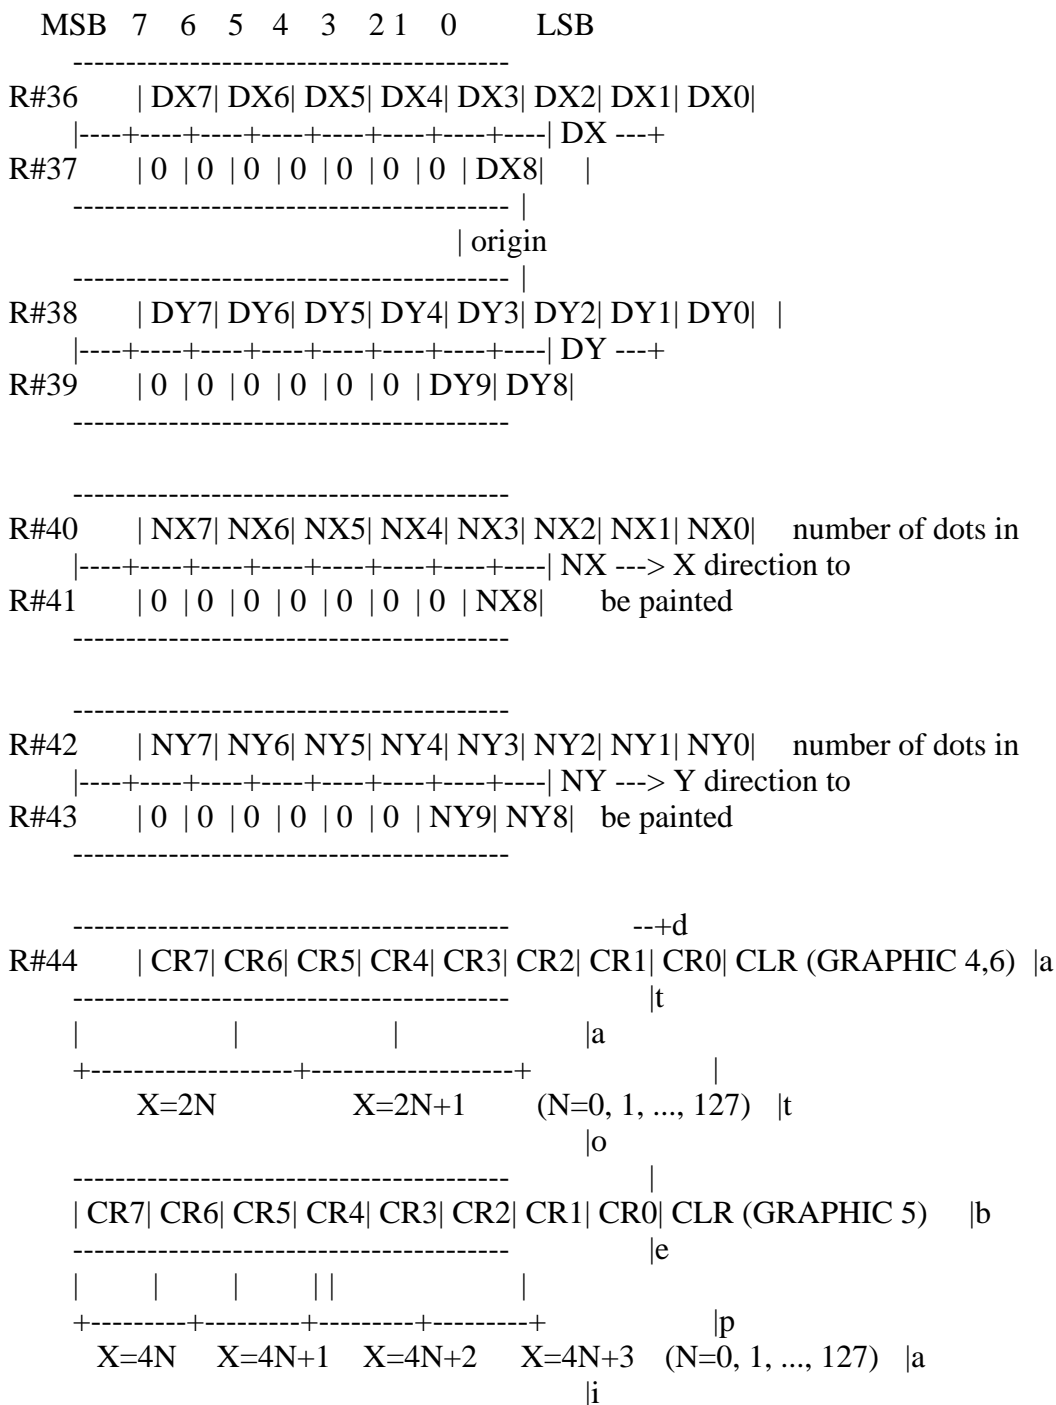 MSB 7 6 5 4 3 2 1 0 LSB
-----------------------------------------
R#36 | DX7| DX6| DX5| DX4| DX3| DX2| DX1| DX0|
|----+----+----+----+----+----+----+----| DX ---+
R#37 | 0 | 0 | 0 | 0 | 0 | 0 | 0 | DX8| |
----------------------------------------- |
| origin
----------------------------------------- |
R#38 | DY7| DY6| DY5| DY4| DY3| DY2| DY1| DY0| |
|----+----+----+----+----+----+----+----| DY ---+
R#39 | 0 | 0 | 0 | 0 | 0 | 0 | DY9| DY8|
-----------------------------------------
-----------------------------------------
R#40 | NX7| NX6| NX5| NX4| NX3| NX2| NX1| NX0| number of dots in
|----+----+----+----+----+----+----+----| NX ---> X direction to
R#41 | 0 | 0 | 0 | 0 | 0 | 0 | 0 | NX8| be painted
-----------------------------------------
-----------------------------------------
R#42 | NY7| NY6| NY5| NY4| NY3| NY2| NY1| NY0| number of dots in
|----+----+----+----+----+----+----+----| NY ---> Y direction to
R#43 | 0 | 0 | 0 | 0 | 0 | 0 | NY9| NY8| be painted
-----------------------------------------
----------------------------------------- --+d
R#44 | CR7| CR6| CR5| CR4| CR3| CR2| CR1| CR0| CLR (GRAPHIC 4,6) |a
----------------------------------------- |t
| | | |a
+-------------------+-------------------+ |
X=2N X=2N+1 (N=0, 1, ..., 127) |t
|o
----------------------------------------- |
| CR7| CR6| CR5| CR4| CR3| CR2| CR1| CR0| CLR (GRAPHIC 5) |b
----------------------------------------- |e
| | | | | |
+---------+---------+---------+---------+ |p
X=4N X=4N+1 X=4N+2 X=4N+3 (N=0, 1, ..., 127) |a
|i